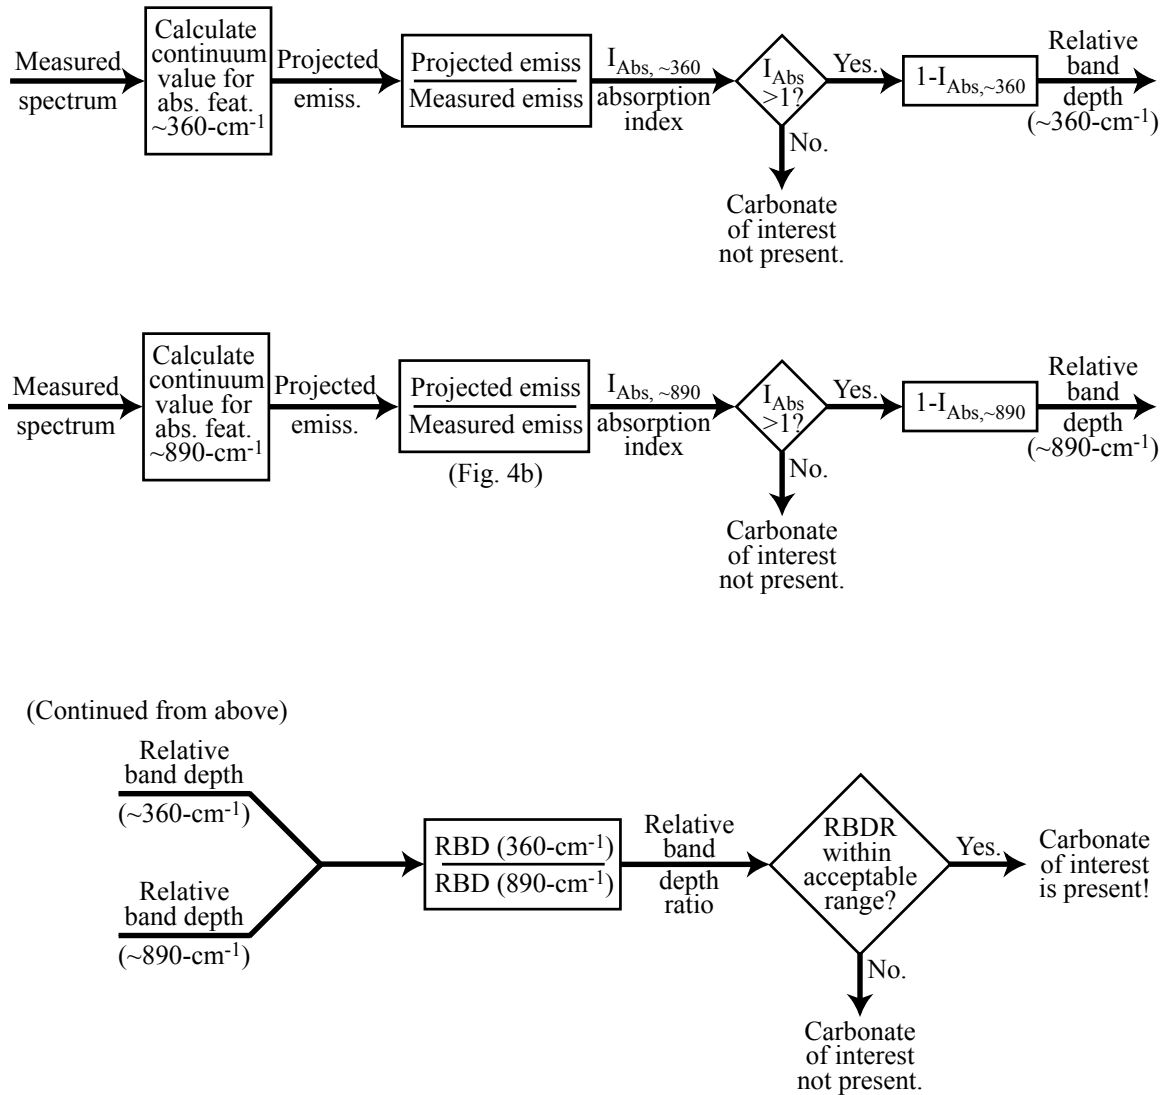 Measured
spectrum
Calculate
continuum
value for
abs. feat.
~360-cm⁻¹
Projected
emiss.
Projected emiss
Measured emiss
I_Abs, ~360
absorption
index
I_Abs
>1?
Yes.
No.
Carbonate
of interest
not present.
1-I_Abs,~360
Relative
band
depth
(~360-cm⁻¹)
Measured
spectrum
Calculate
continuum
value for
abs. feat.
~890-cm⁻¹
Projected
emiss.
Projected emiss
Measured emiss
(Fig. 4b)
I_Abs, ~890
absorption
index
I_Abs
>1?
Yes.
No.
Carbonate
of interest
not present.
1-I_Abs,~890
Relative
band
depth
(~890-cm⁻¹)
(Continued from above)
Relative
band depth
(~360-cm⁻¹)
Relative
band depth
(~890-cm⁻¹)
RBD (360-cm⁻¹)
RBD (890-cm⁻¹)
Relative
band
depth
ratio
RBDR
within
acceptable
range?
Yes.
No.
Carbonate
of interest
not present.
Carbonate
of interest
is present!